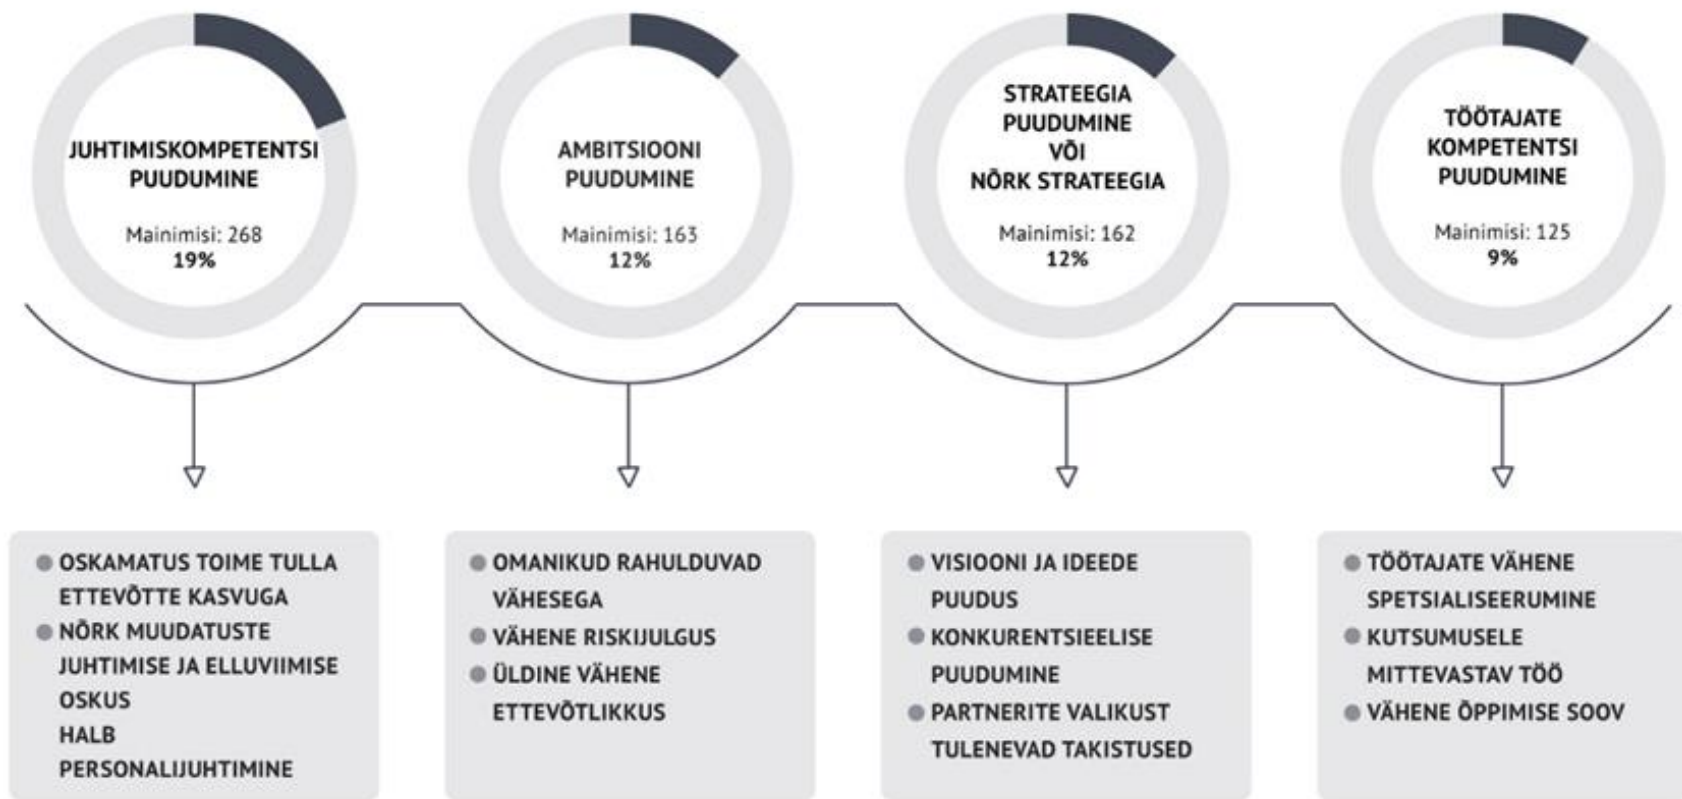 JUHTIMISKOMPETENTSI
PUUDUMINE
Mainimisi: 268
19%
AMBITSIOONI
PUUDUMINE
Mainimisi: 163
12%
STRATEEGIA
PUUDUMINE
VÕI
NÕRK STRATEEGIA
Mainimisi: 162
12%
TÖÖTAJATE
KOMPETENTSI
PUUDUMINE
Mainimisi: 125
9%
OSKAMATUS TOIME TULLA
ETTEVÕTTE KASVUGA
NÕRK MUUDATUSTE
JUHTIMISE JA ELLUVIIMISE
OSKUS
HALB
PERSONALIJUHTIMINE
OMANIKUD RAHULDUVAD
VÄHESEGA
VÄHENE RISKIJULGUS
ÜLDINE VÄHENE
ETTEVÕTLIKKUS
VISIOONI JA IDEEDE
PUUDUS
KONKURENTSIEELISE
PUUDUMINE
PARTNERITE VALIKUST
TULENEVAD TAKISTUSED
TÖÖTAJATE VÄHENE
SPETSIALISEERUMINE
KUTSUMUSELE
MITTEVASTAV TÖÖ
VÄHENE ÕPPIMISE SOOV